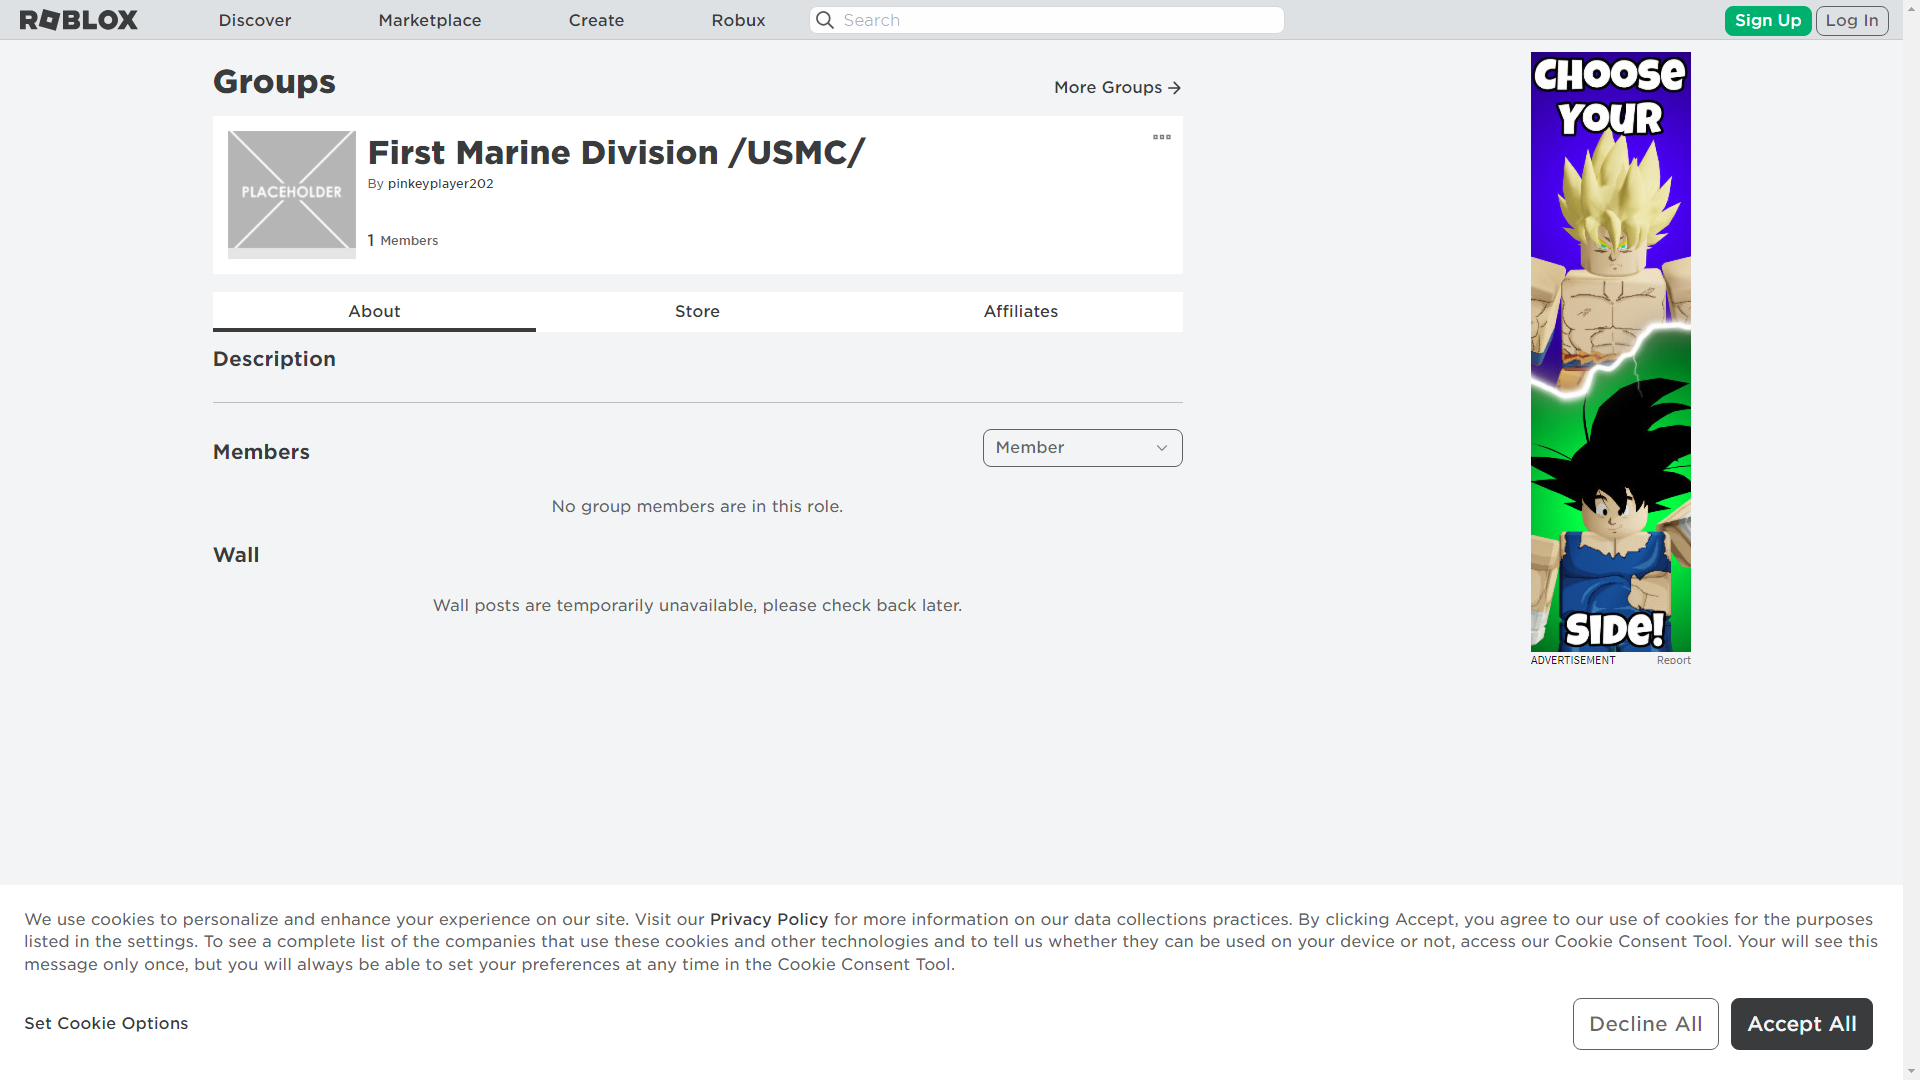 ROBLOX
Discover
Marketplace
Create
Robux
Search
Sign Up
Log In
Groups
More Groups
PLACEHOLDER
First Marine Division /USMC/
By pinkeyplayer202
1 Members
About
Store
Affiliates
Description
Members
Member
No group members are in this role.
Wall
Wall posts are temporarily unavailable, please check back later.
CHOOSE
YOUR
SIDE!
ADVERTISEMENT
Report
We use cookies to personalize and enhance your experience on our site. Visit our Privacy Policy for more information on our data collections practices. By clicking Accept, you agree to our use of cookies for the purposes
listed in the settings. To see a complete list of the companies that use these cookies and other technologies and to tell us whether they can be used on your device or not, access our Cookie Consent Tool. Your will see this
message only once, but you will always be able to set your preferences at any time in the Cookie Consent Tool.
Set Cookie Options
Decline All
Accept All